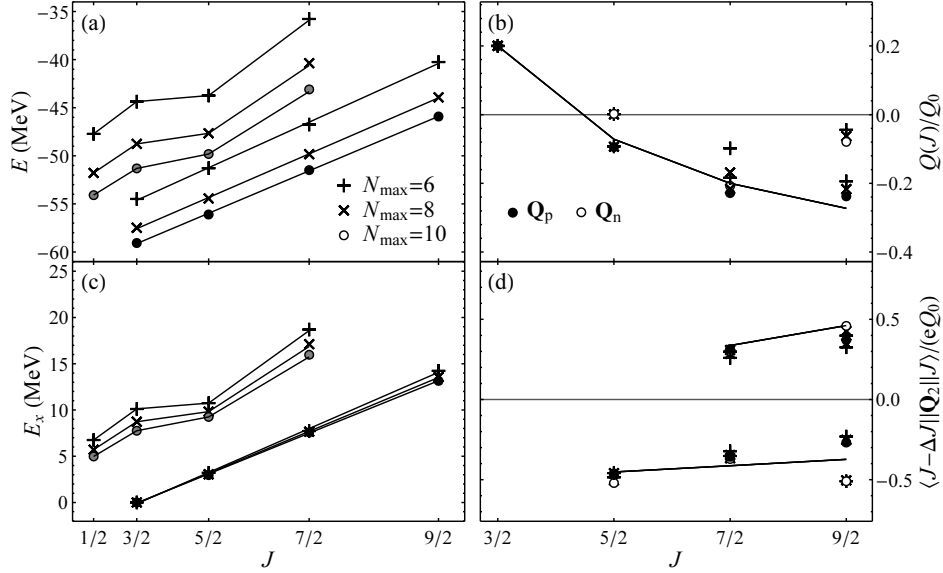 (a)
−35
−40
−45
−50
−55
−60
E (MeV)
N_max=6
N_max=8
N_max=10
(b)
0.2
0.0
−0.2
−0.4
Q(J)/Q_0
Q_p Q_n
(c)
25
20
15
10
5
0
E_x (MeV)
1/2 3/2 5/2 7/2 9/2
J
(d)
0.5
0.0
−0.5
⟨J−ΔJ||Q_2||J⟩/(eQ_0)
3/2 5/2 7/2 9/2
J